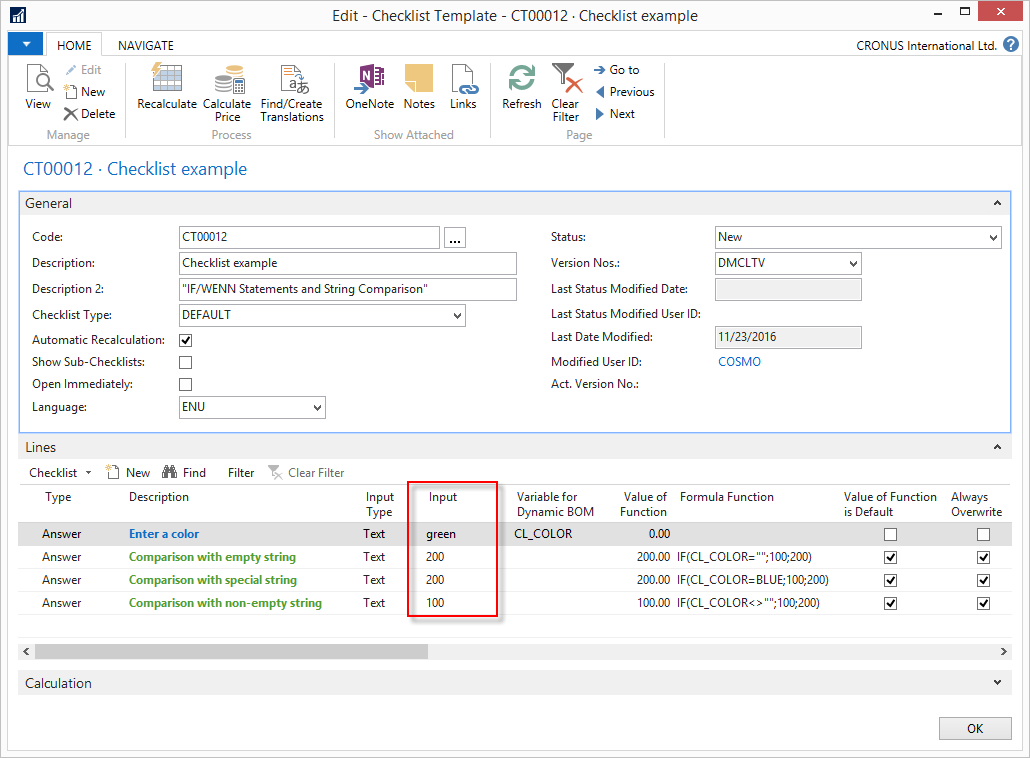 Edit - Checklist Template - CT00012 · Checklist example
HOME NAVIGATE CRONUS International Ltd. ?
View Edit New Delete Recalculate Calculate Price Find/Create Translations OneNote Notes Links Refresh Clear Filter Go to Previous Next
Manage Process Show Attached Page
CT00012 · Checklist example
General
Code: CT00012 ... Status: New
Description: Checklist example Version Nos.: DMCLTV
Description 2: "IF/WENN Statements and String Comparison" Last Status Modified Date:
Checklist Type: DEFAULT Last Status Modified User ID:
Automatic Recalculation: Last Date Modified: 11/23/2016
Show Sub-Checklists: Modified User ID: COSMO
Open Immediately: Act. Version No.:
Language: ENU
Lines
Checklist New Find Filter Clear Filter
Type Description Input Type Input Variable for Dynamic BOM Value of Function Formula Function Value of Function is Default Always Overwrite
Answer Enter a color Text green CL_COLOR 0.00
Answer Comparison with empty string Text 200 200.00 IF(CL_COLOR="";100;200)
Answer Comparison with special string Text 200 200.00 IF(CL_COLOR=BLUE;100;200)
Answer Comparison with non-empty string Text 100 100.00 IF(CL_COLOR<>"";100;200)
Calculation
OK